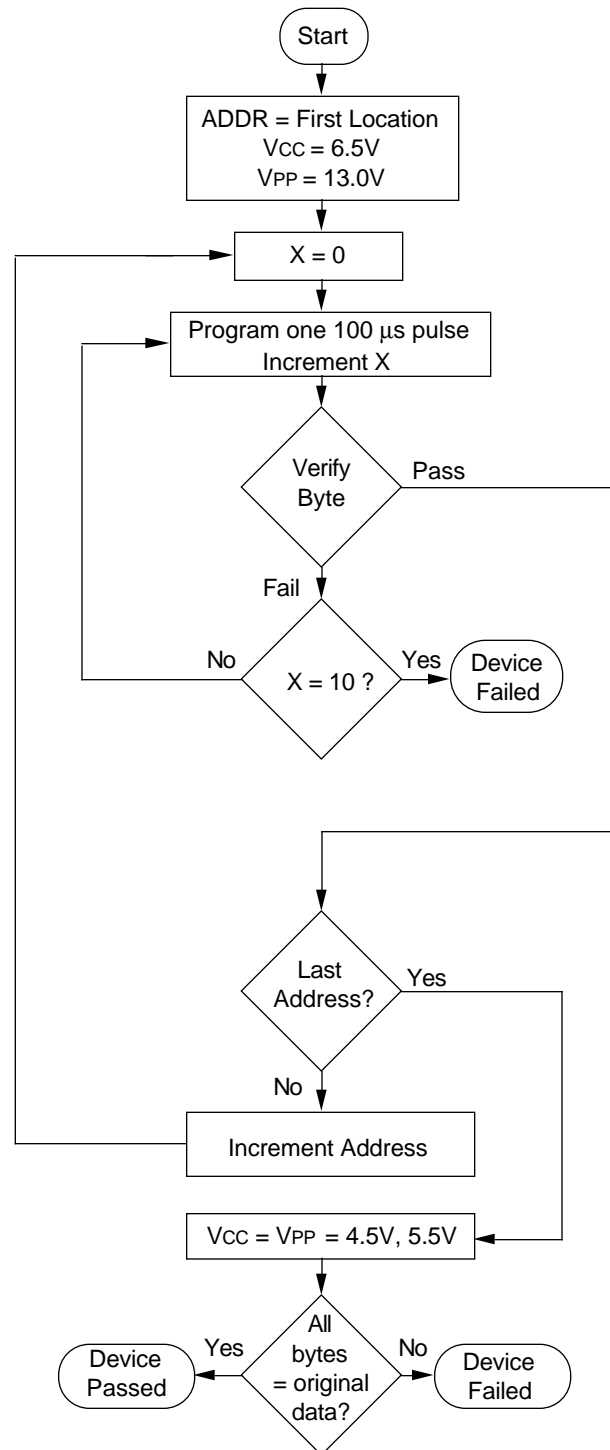 Start
ADDR = First Location
VCC = 6.5V
VPP = 13.0V
X = 0
Program one 100 μs pulse
Increment X
Verify
Byte
Pass
Fail
No
X = 10 ?
Yes
Device
Failed
Last
Address?
Yes
No
Increment Address
VCC = VPP = 4.5V, 5.5V
Device
Passed
Yes
All
bytes
= original
data?
No
Device
Failed